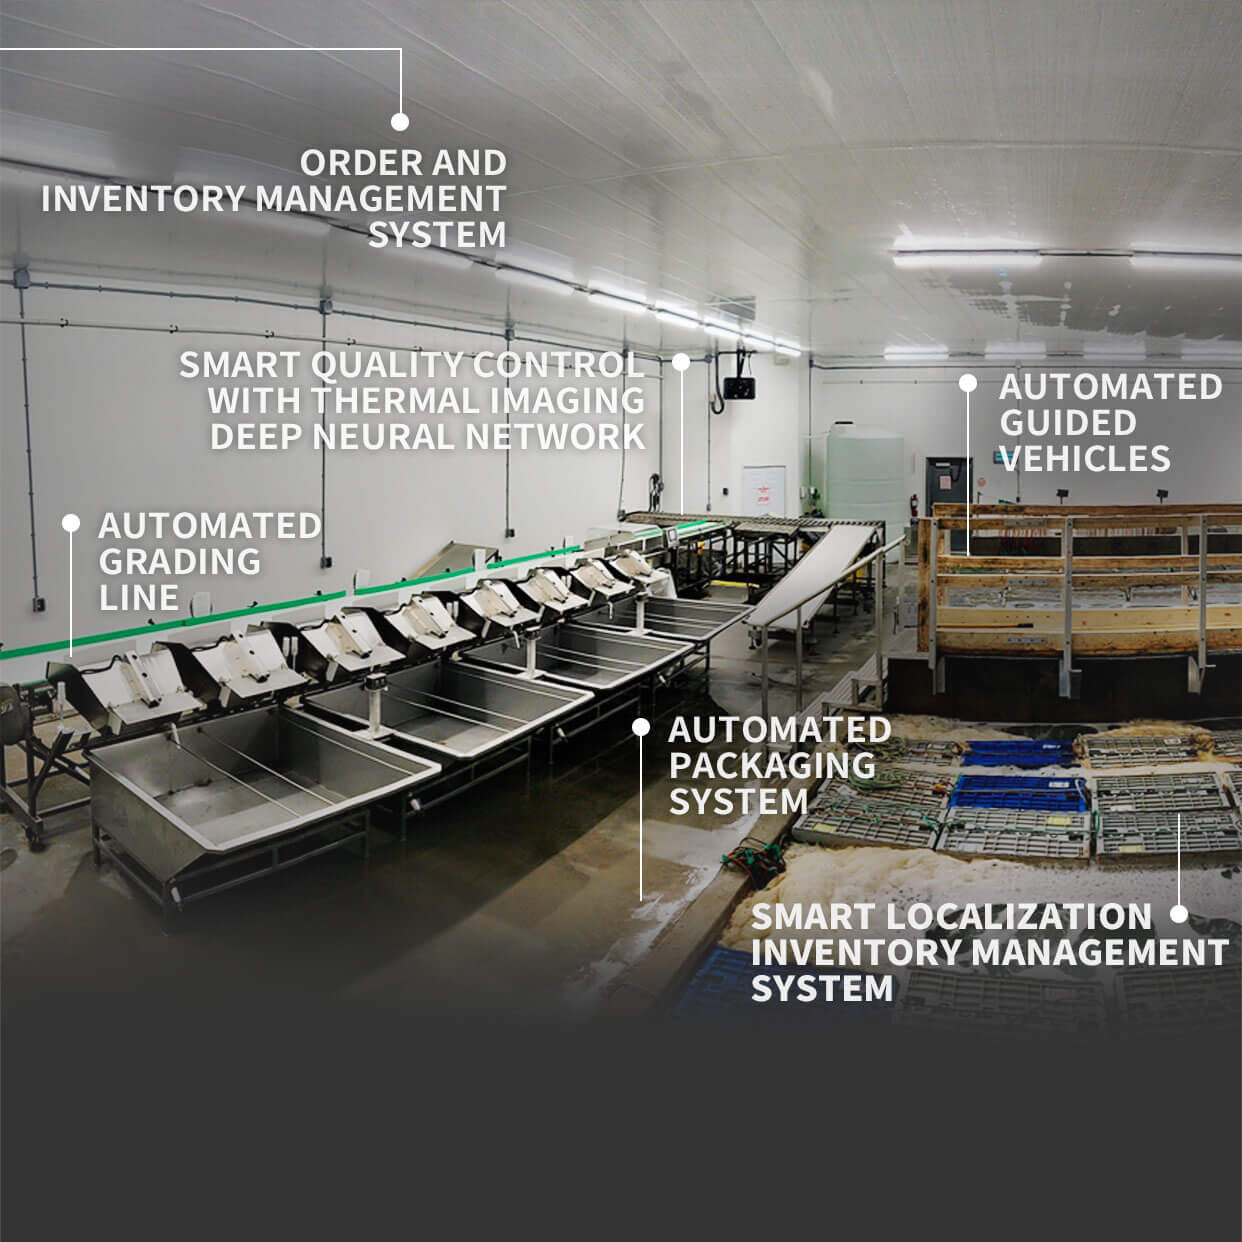 ORDER AND
INVENTORY MANAGEMENT
SYSTEM
SMART QUALITY CONTROL
WITH THERMAL IMAGING
DEEP NEURAL NETWORK
AUTOMATED
GUIDED
VEHICLES
AUTOMATED
GRADING
LINE
AUTOMATED
PACKAGING
SYSTEM
SMART LOCALIZATION
INVENTORY MANAGEMENT
SYSTEM